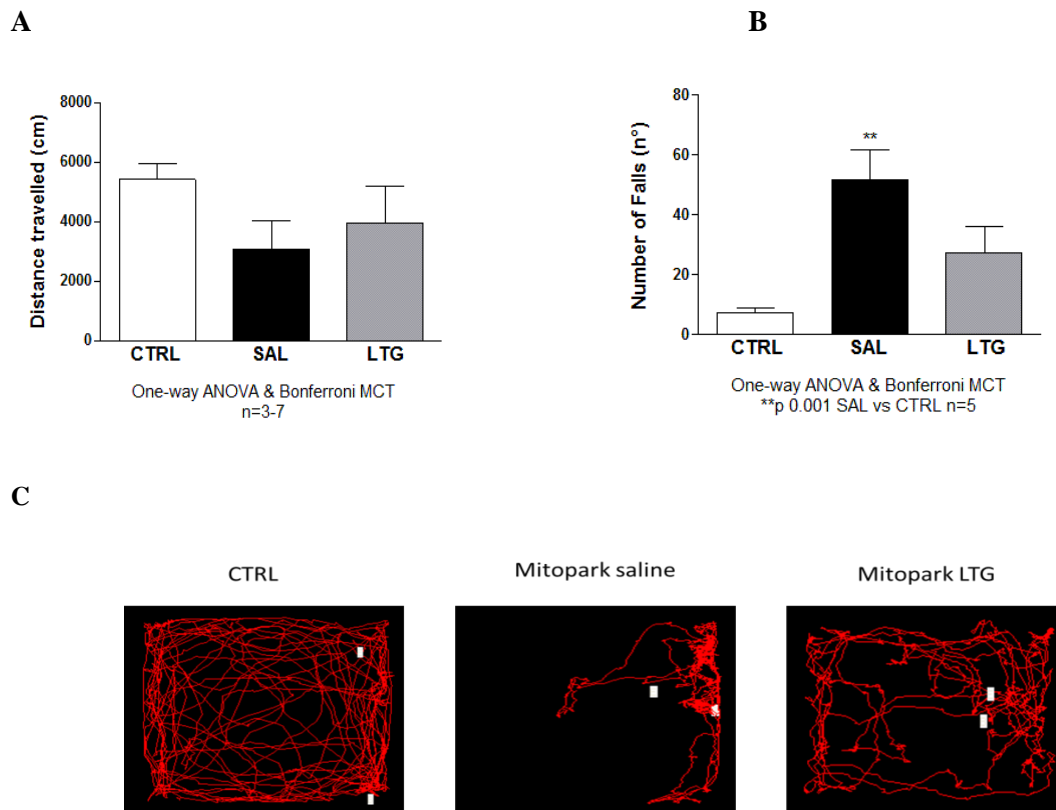 A
B
8000
6000
4000
2000
0
Distance travelled (cm)
CTRL SAL LTG
One-way ANOVA & Bonferroni MCT
n=3-7
80
60
40
20
0
Number of Falls (n°)
**
CTRL SAL LTG
One-way ANOVA & Bonferroni MCT
**p 0.001 SAL vs CTRL n=5
C
CTRL
Mitopark saline
Mitopark LTG